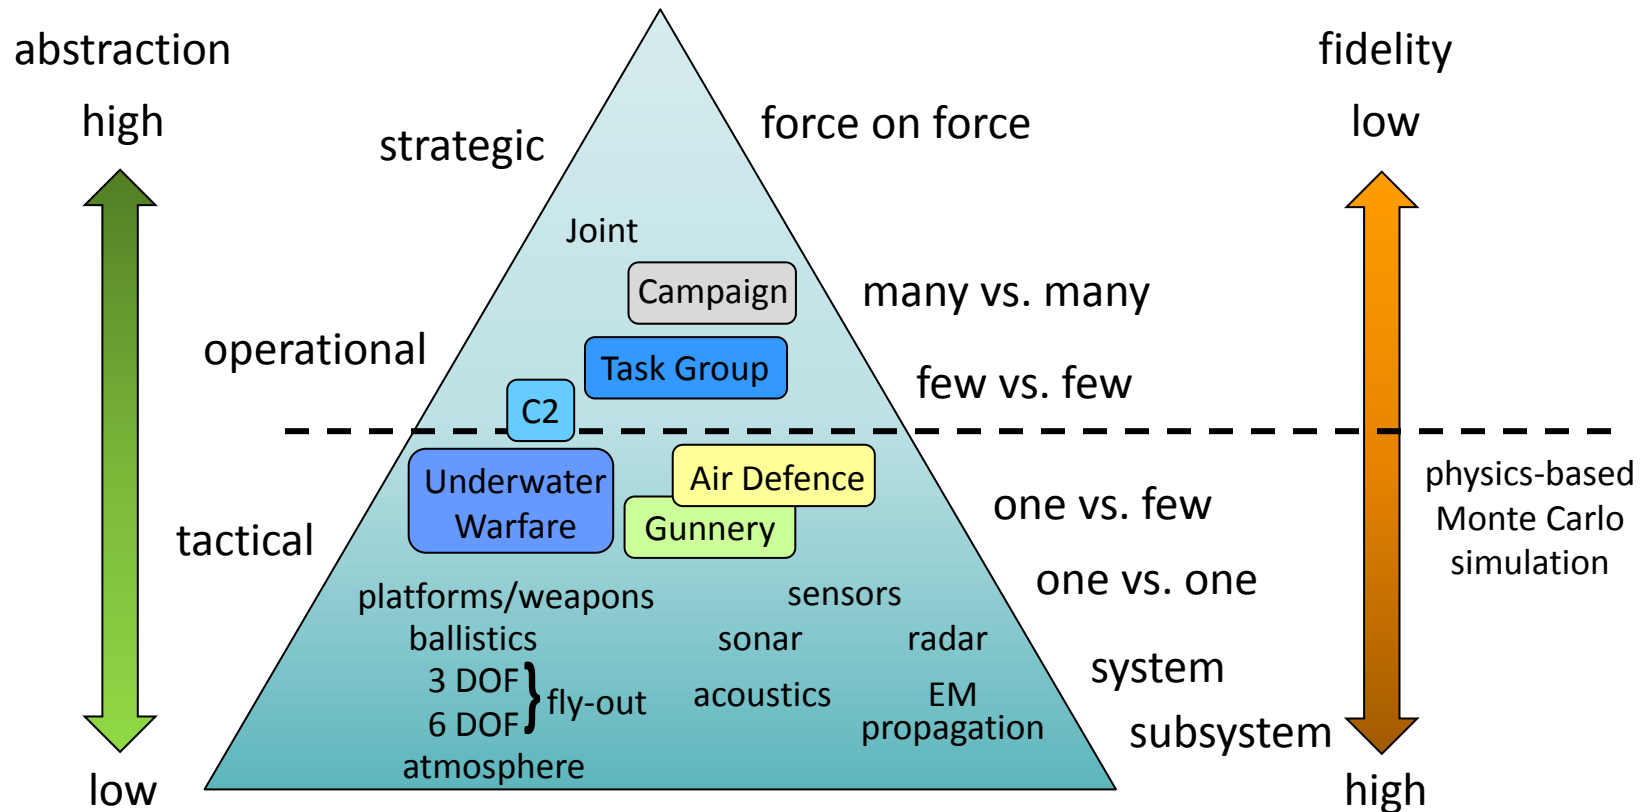 abstraction
high
low
strategic
operational
tactical
force on force
many vs. many
few vs. few
one vs. few
one vs. one
system
subsystem
Joint
Campaign
Task Group
C2
Underwater
Warfare
Air Defence
Gunnery
platforms/weapons
ballistics
3 DOF
6 DOF
} fly-out
atmosphere
sensors
sonar
radar
acoustics
EM
propagation
fidelity
low
high
physics-based
Monte Carlo
simulation